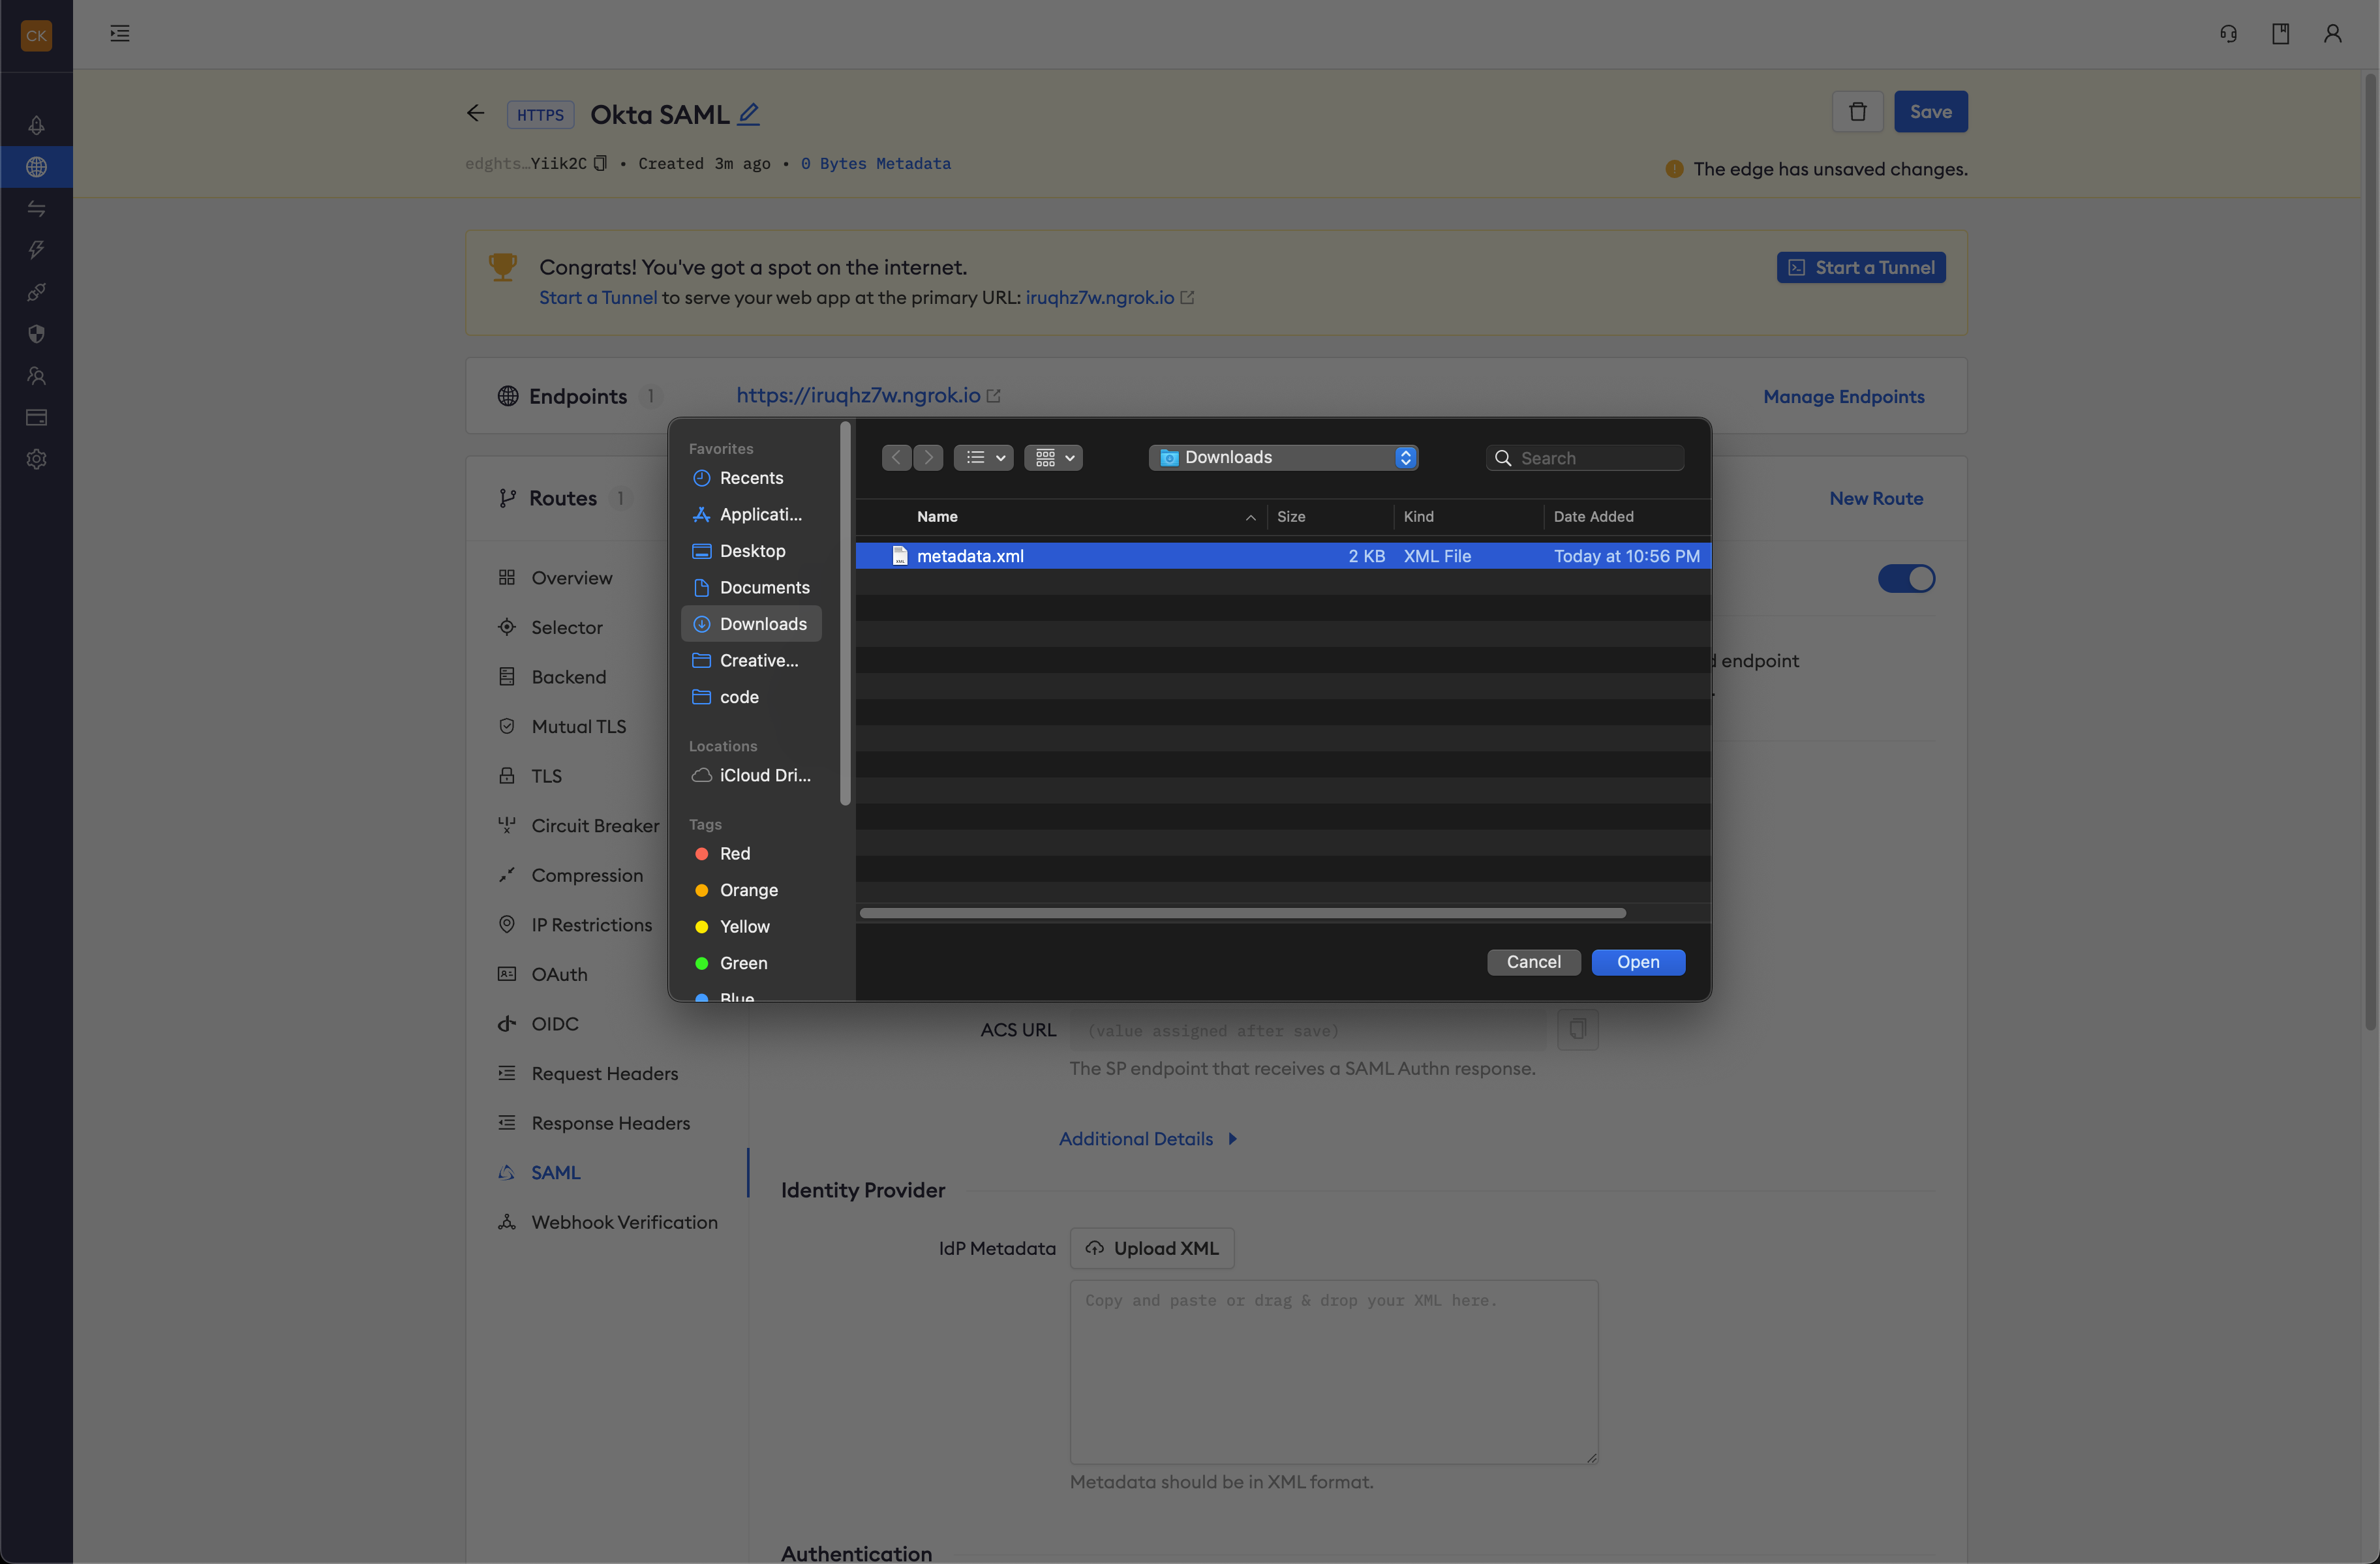 CK
HTTPS Okta SAML
Save
edghts…Yiik2C • Created 3m ago • 0 Bytes Metadata
The edge has unsaved changes.
Congrats! You've got a spot on the internet.
Start a Tunnel to serve your web app at the primary URL: iruqhz7w.ngrok.io
Start a Tunnel
Endpoints 1
https://iruqhz7w.ngrok.io
Manage Endpoints
Routes 1
New Route
Overview
Selector
Backend
Mutual TLS
TLS
Circuit Breaker
Compression
IP Restrictions
OAuth
OIDC
Request Headers
Response Headers
SAML
Webhook Verification
Favorites
Recents
Applicati...
Desktop
Documents
Downloads
Creative...
code
Locations
iCloud Dri...
Tags
Red
Orange
Yellow
Green
Blue
Downloads
Search
Name Size Kind Date Added
metadata.xml 2 KB XML File Today at 10:56 PM
Cancel Open
endpoint
ACS URL (value assigned after save)
The SP endpoint that receives a SAML Authn response.
Additional Details
Identity Provider
IdP Metadata Upload XML
Copy and paste or drag & drop your XML here.
Metadata should be in XML format.
Authentication